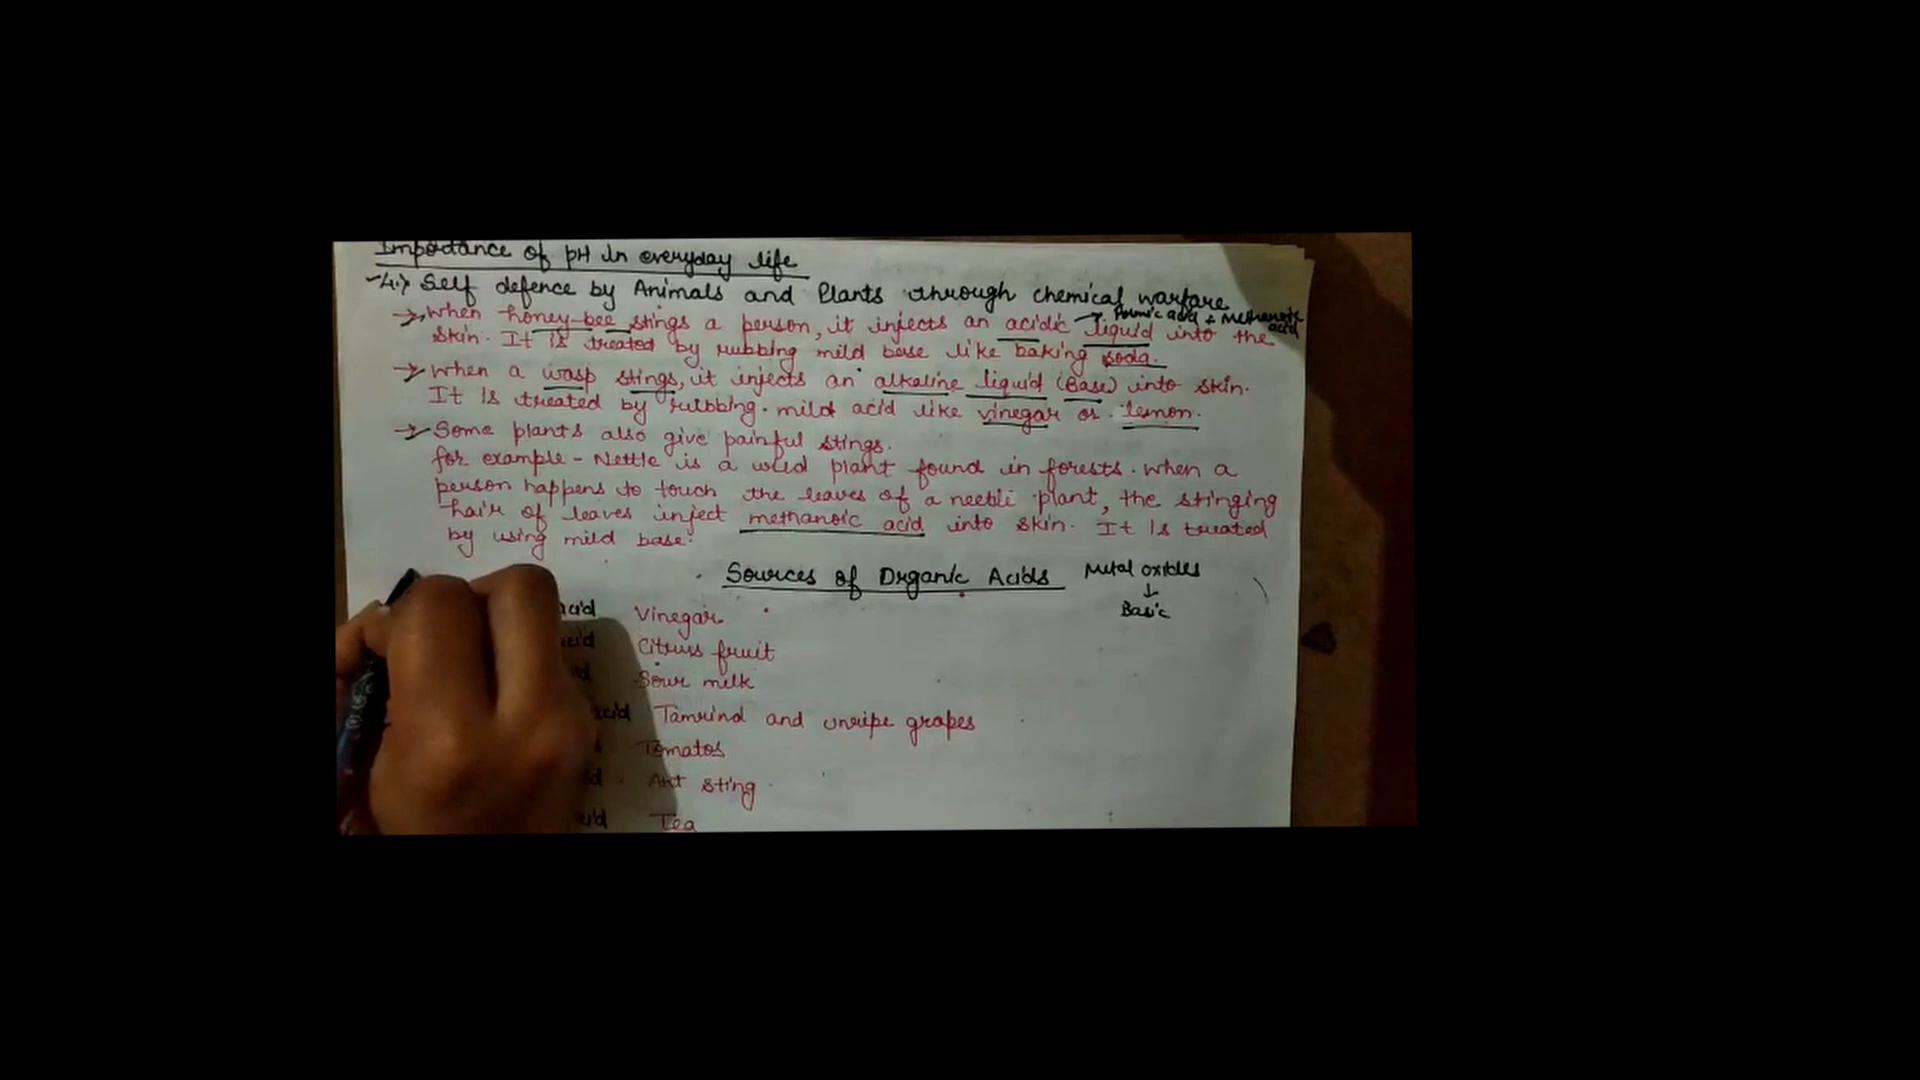 Importance of pH in everyday life
4.) Self defence by Animals and Plants through chemical warfare
→ When honey-bee stings a person, it injects an acidic → liquid into the
Formic acid + Methanoic acid
skin. It is treated by rubbing mild base like baking soda.
→ When a wasp stings, it injects an alkaline liquid (Base) into skin.
It is treated by rubbing mild acid like vinegar or lemon.
→ Some plants also give painful stings.
for example - Nettle is a wild plant found in forests. When a
person happens to touch the leaves of a neetle plant, the stinging
hair of leaves inject methanoic acid into skin. It is treated
by using mild base.
Sources of Organic Acids
Metal oxides
↓
Basic
acid Vinegar
acid Citrus fruit
Sour milk
acid Tamrind and unripe grapes
Tomatos
Ant sting
Tea